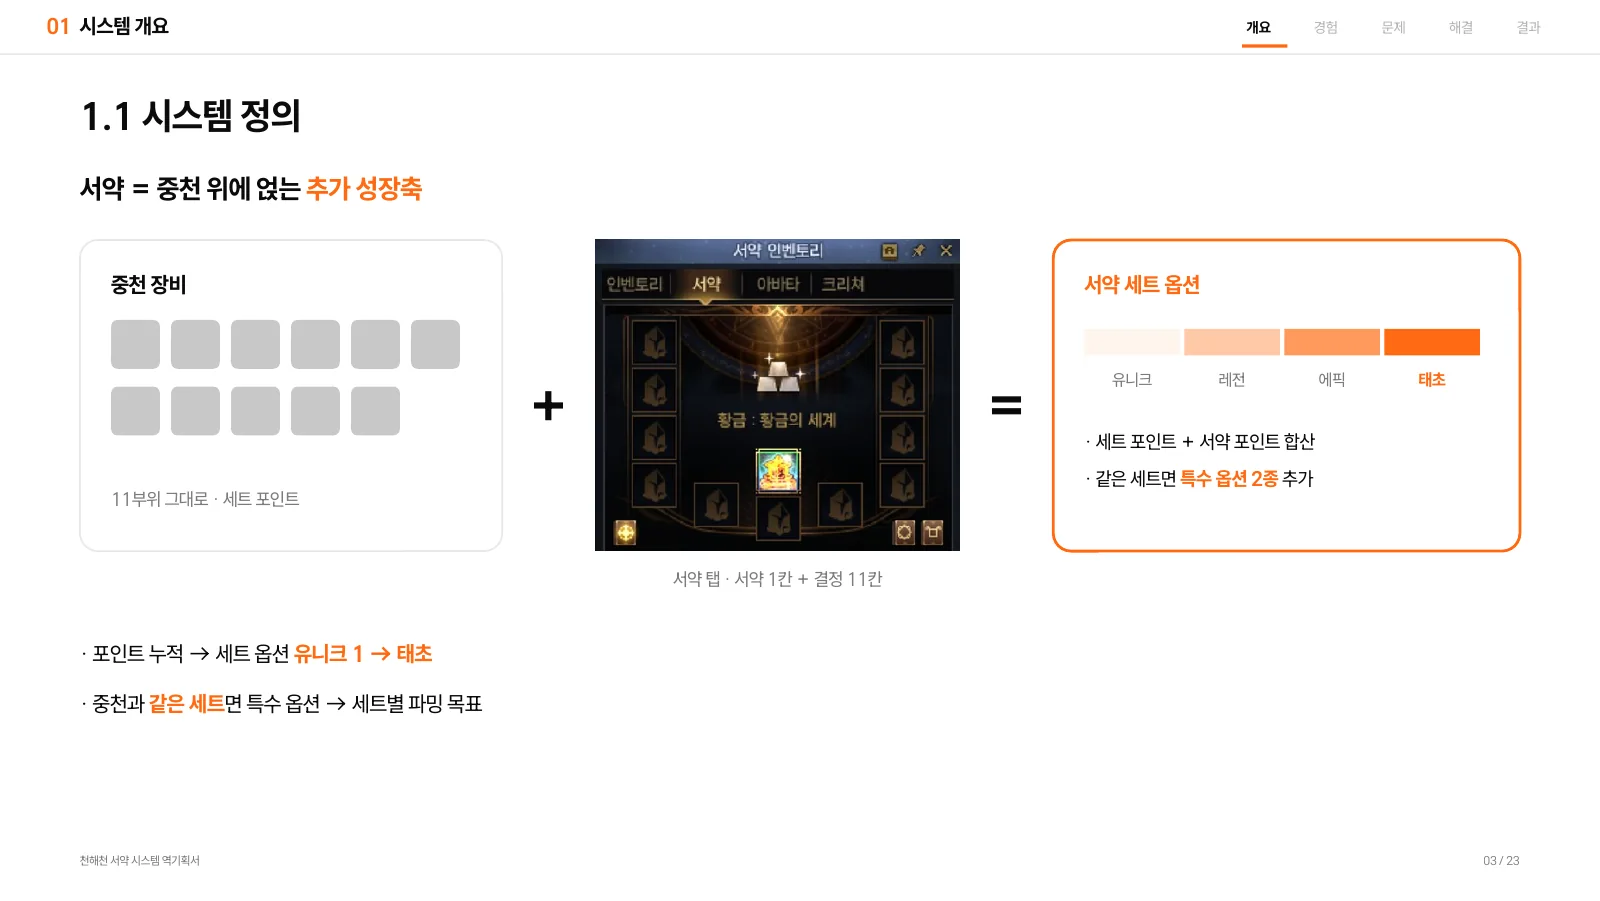 01 시스템 개요
개요 경험 문제 해결 결과
1.1 시스템 정의
서약 = 중천 위에 얹는 추가 성장축
중천 장비
11부위 그대로 · 세트 포인트
+
서약 인벤토리
인벤토리 서약 아바타 크리쳐
황금 : 황금의 세계
서약 탭 · 서약 1칸 + 결정 11칸
=
서약 세트 옵션
유니크 레전 에픽 태초
· 세트 포인트 + 서약 포인트 합산
· 같은 세트면 특수 옵션 2종 추가
· 포인트 누적 → 세트 옵션 유니크 1 → 태초
· 중천과 같은 세트면 특수 옵션 → 세트별 파밍 목표
천해천 서약 시스템 역기획서
03 / 23